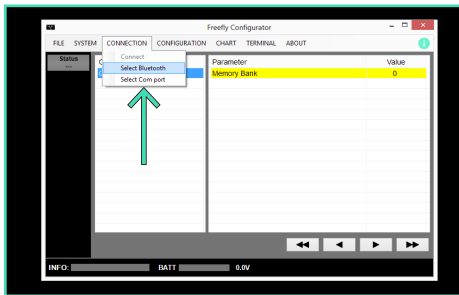 Freefly Configurator
FILE SYSTEM CONNECTION CONFIGURATION CHART TERMINAL ABOUT
Status
---
Connect
Select Bluetooth
Select Com port
Parameter Value
Memory Bank 0
INFO: BATT 0.0V